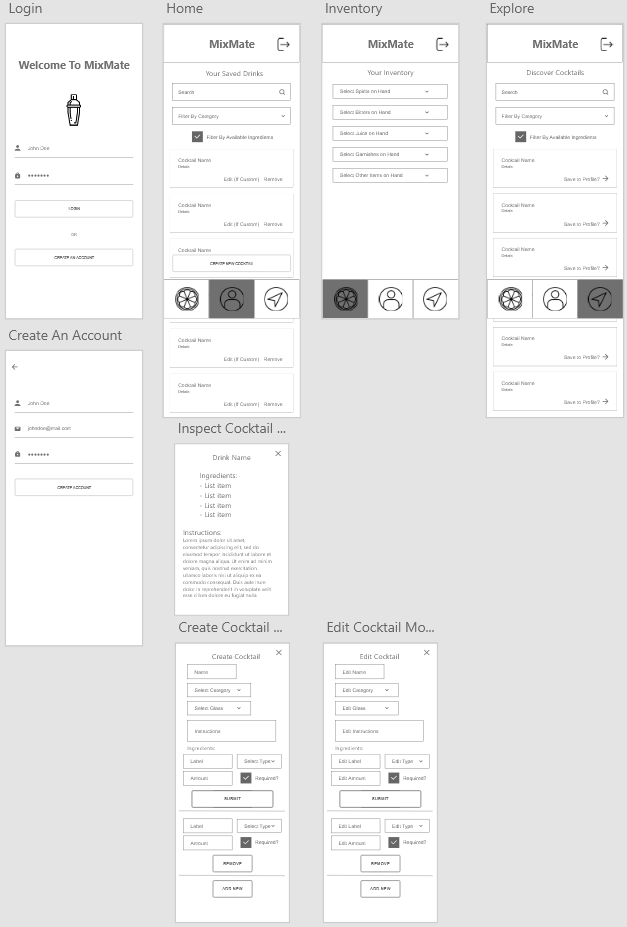 Login
Welcome To MixMate
John Doe
*******
LOGIN
OR
CREATE AN ACCOUNT
Create An Account
John Doe
johndoe@mail.com
*******
CREATE ACCOUNT
Home
MixMate
Your Saved Drinks
Search
Filter By Category
Filter By Available Ingredients
Cocktail Name
Details
Edit (If Custom) Remove
Cocktail Name
Details
Edit (If Custom) Remove
Cocktail Name
CREATE NEW COCKTAIL
Cocktail Name
Details
Edit (If Custom) Remove
Cocktail Name
Details
Edit (If Custom) Remove
Inventory
MixMate
Your Inventory
Select Spirits on Hand
Select Bitters on Hand
Select Juice on Hand
Select Garnishes on Hand
Select Other Items on Hand
Explore
MixMate
Discover Cocktails
Search
Filter By Category
Filter By Available Ingredients
Cocktail Name
Details
Save to Profile?
Cocktail Name
Details
Save to Profile?
Cocktail Name
Details
Save to Profile?
Cocktail Name
Details
Save to Profile?
Cocktail Name
Details
Save to Profile?
Inspect Cocktail ...
Drink Name
Ingredients:
- List item
- List item
- List item
- List item
Instructions:
Lorem ipsum dolor sit amet,
consectetur adipiscing elit, sed do
eiusmod tempor incididunt ut labore et
dolore magna aliqua. Ut enim ad minim
veniam, quis nostrud exercitation
ullamco laboris nisi ut aliquip ex ea
commodo consequat. Duis aute irure
dolor in reprehenderit in voluptate velit
esse cillum dolore eu fugiat nulla
Create Cocktail ...
Create Cocktail
Name
Select Category
Select Glass
Instructions
Ingredients:
Label
Select Type
Amount
Required?
SUBMIT
Label
Select Type
Amount
Required?
REMOVE
ADD NEW
Edit Cocktail Mo...
Edit Cocktail
Edit Name
Edit Category
Edit Glass
Edit Instructions
Ingredients:
Edit Label
Edit Type
Edit Amount
Required?
SUBMIT
Edit Label
Edit Type
Edit Amount
Required?
REMOVE
ADD NEW